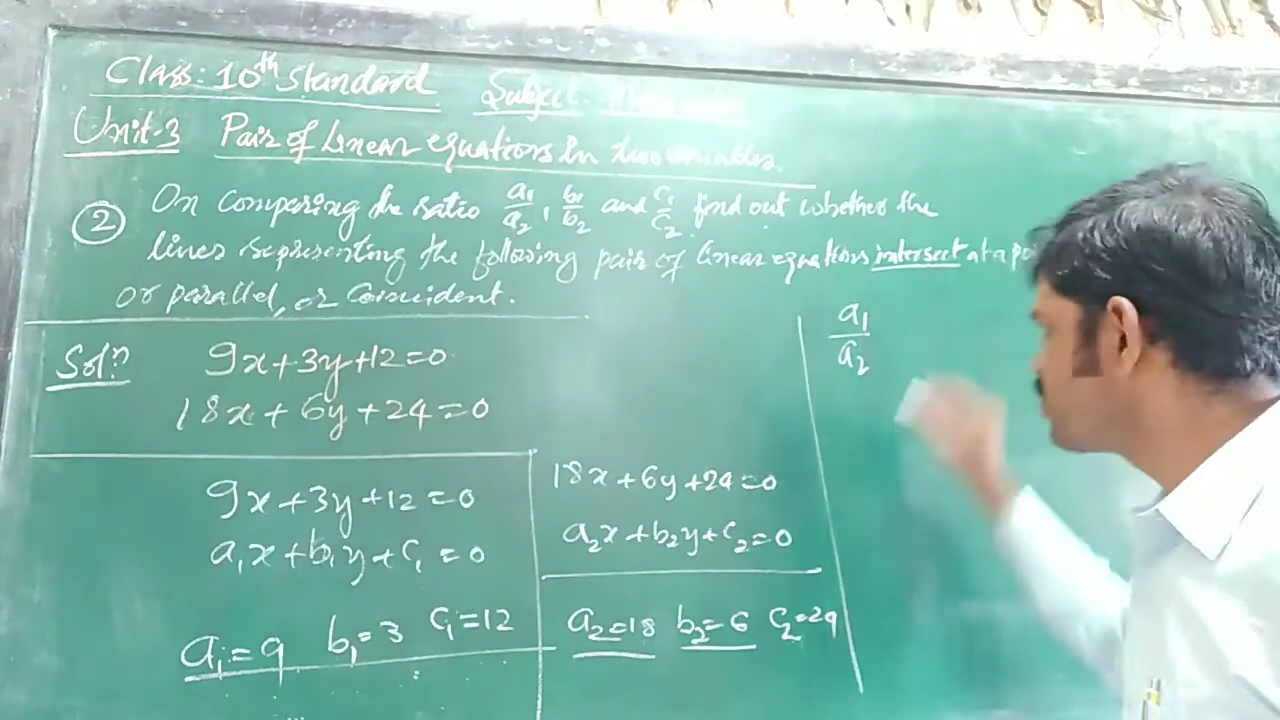 Class: 10th Standard Subject:
Unit-3 Pair of linear equations in two variables.
② On comparing the ratio a1/a2, b1/b2 and c1/c2 find out whether the
lines representing the following pair of linear equations intersect at a
or parallel, or Coincident.
Soln 9x+3y+12=0
18x+6y+24=0
9x+3y+12=0
a1x+b1y+c1=0
a1=9 b1=3 c1=12
18x+6y+24=0
a2x+b2y+c2=0
a2=18 b2=6 c2=24
a1/a2